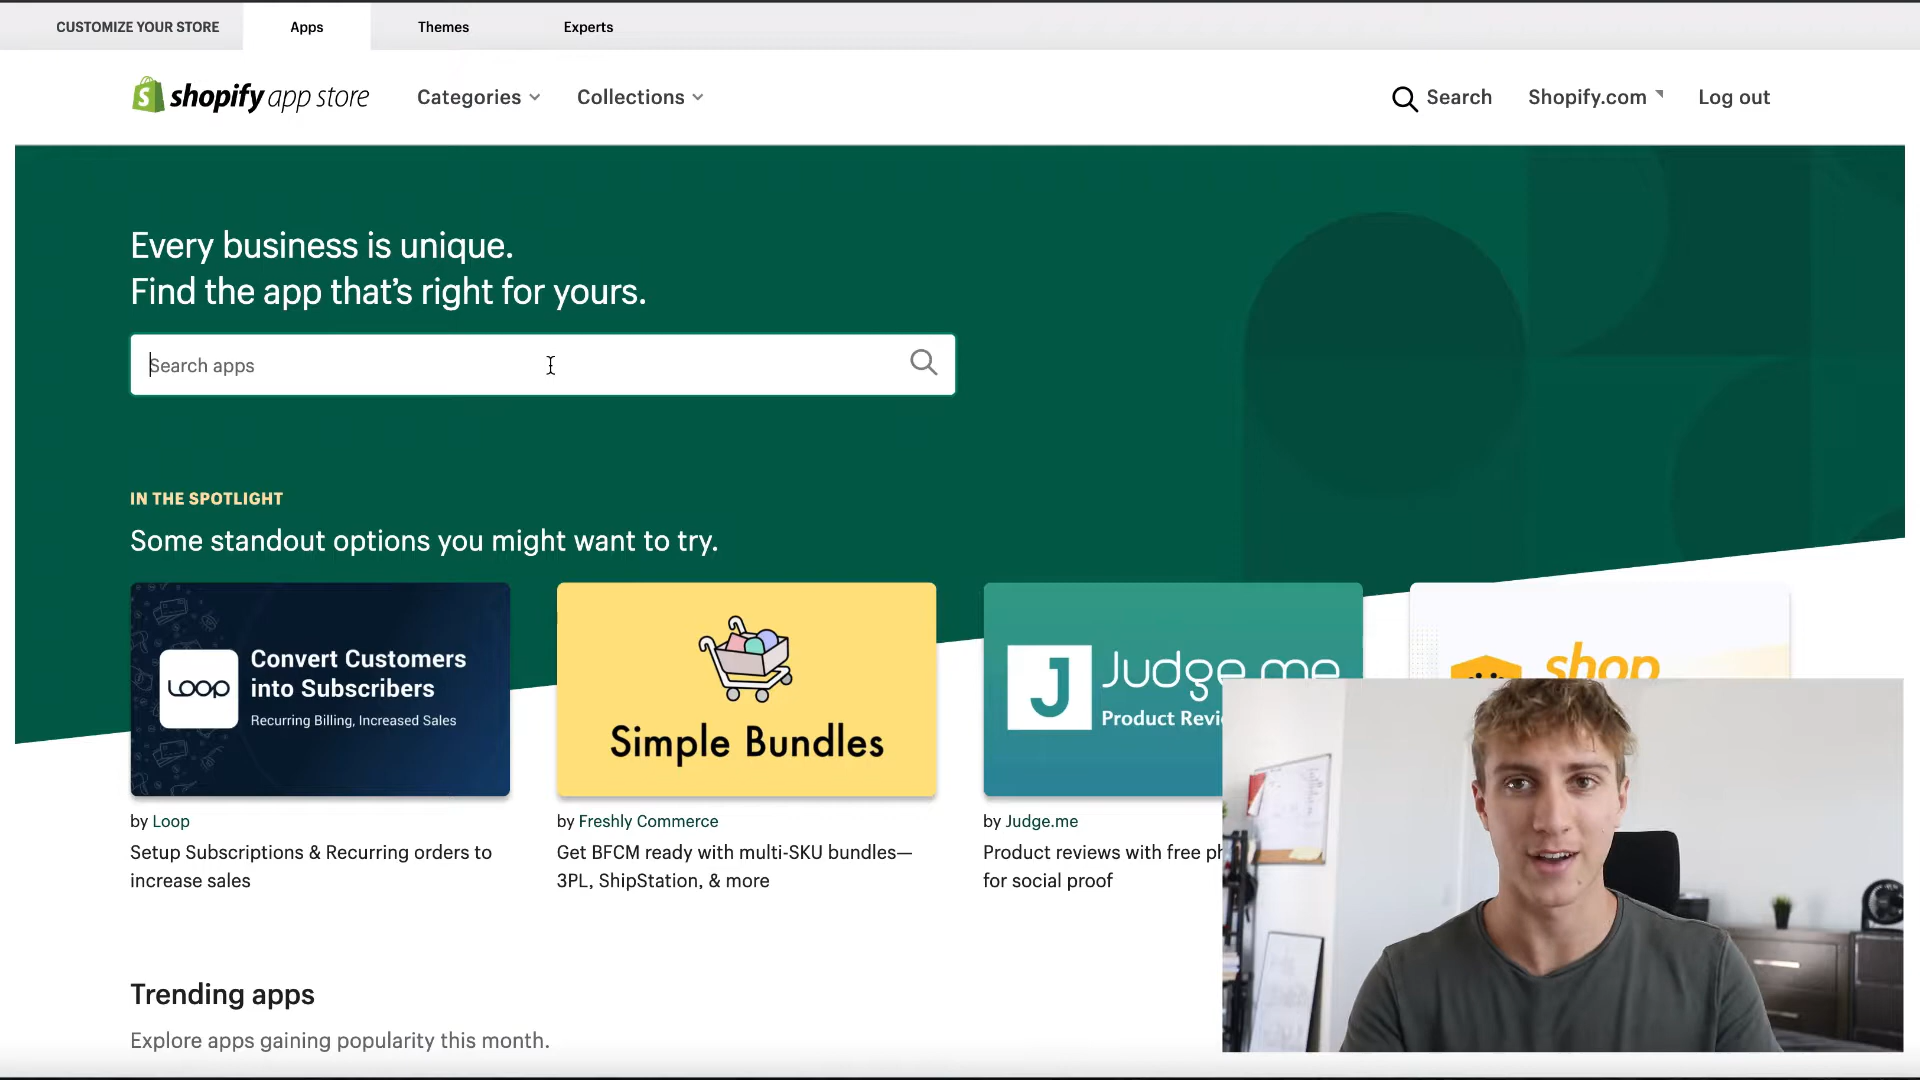 CUSTOMIZE YOUR STORE
Apps
Themes
Experts
shopify app store
Categories
Collections
Search
Shopify.com
Log out
Every business is unique.
Find the app that's right for yours.
Search apps
IN THE SPOTLIGHT
Some standout options you might want to try.
LOOP
Convert Customers
into Subscribers
Recurring Billing, Increased Sales
by Loop
Setup Subscriptions & Recurring orders to
increase sales
Simple Bundles
by Freshly Commerce
Get BFCM ready with multi-SKU bundles—
3PL, ShipStation, & more
J
Judge.me
Product
by Judge.me
Product reviews with free
for social proof
shop
Trending apps
Explore apps gaining popularity this month.